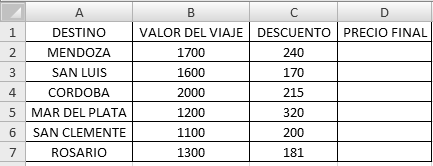 A B C D
1 DESTINO VALOR DEL VIAJE DESCUENTO PRECIO FINAL
2 MENDOZA 1700 240
3 SAN LUIS 1600 170
4 CORDOBA 2000 215
5 MAR DEL PLATA 1200 320
6 SAN CLEMENTE 1100 200
7 ROSARIO 1300 181